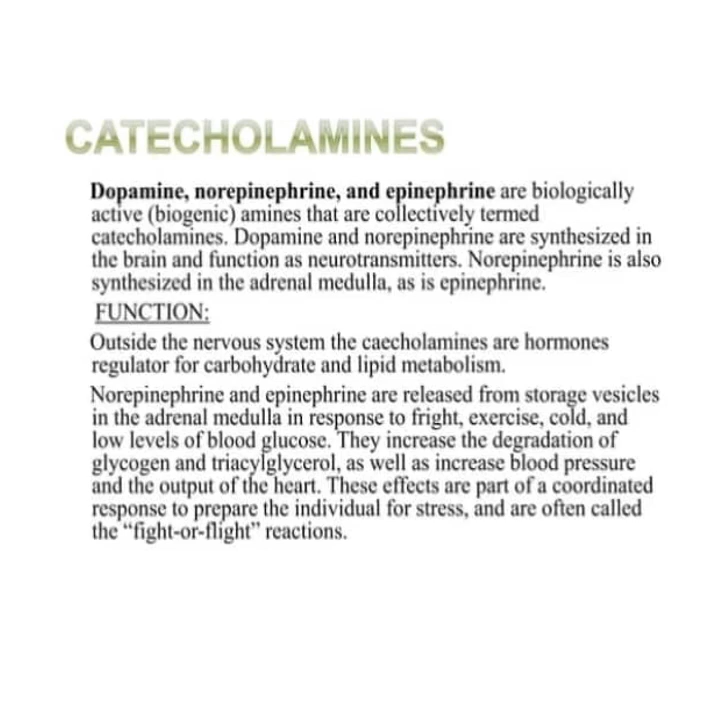 CATECHOLAMINES
Dopamine, norepinephrine, and epinephrine are biologically
active (biogenic) amines that are collectively termed
catecholamines. Dopamine and norepinephrine are synthesized in
the brain and function as neurotransmitters. Norepinephrine is also
synthesized in the adrenal medulla, as is epinephrine.
FUNCTION:
Outside the nervous system the caecholamines are hormones
regulator for carbohydrate and lipid metabolism.
Norepinephrine and epinephrine are released from storage vesicles
in the adrenal medulla in response to fright, exercise, cold, and
low levels of blood glucose. They increase the degradation of
glycogen and triacylglycerol, as well as increase blood pressure
and the output of the heart. These effects are part of a coordinated
response to prepare the individual for stress, and are often called
the “fight-or-flight” reactions.